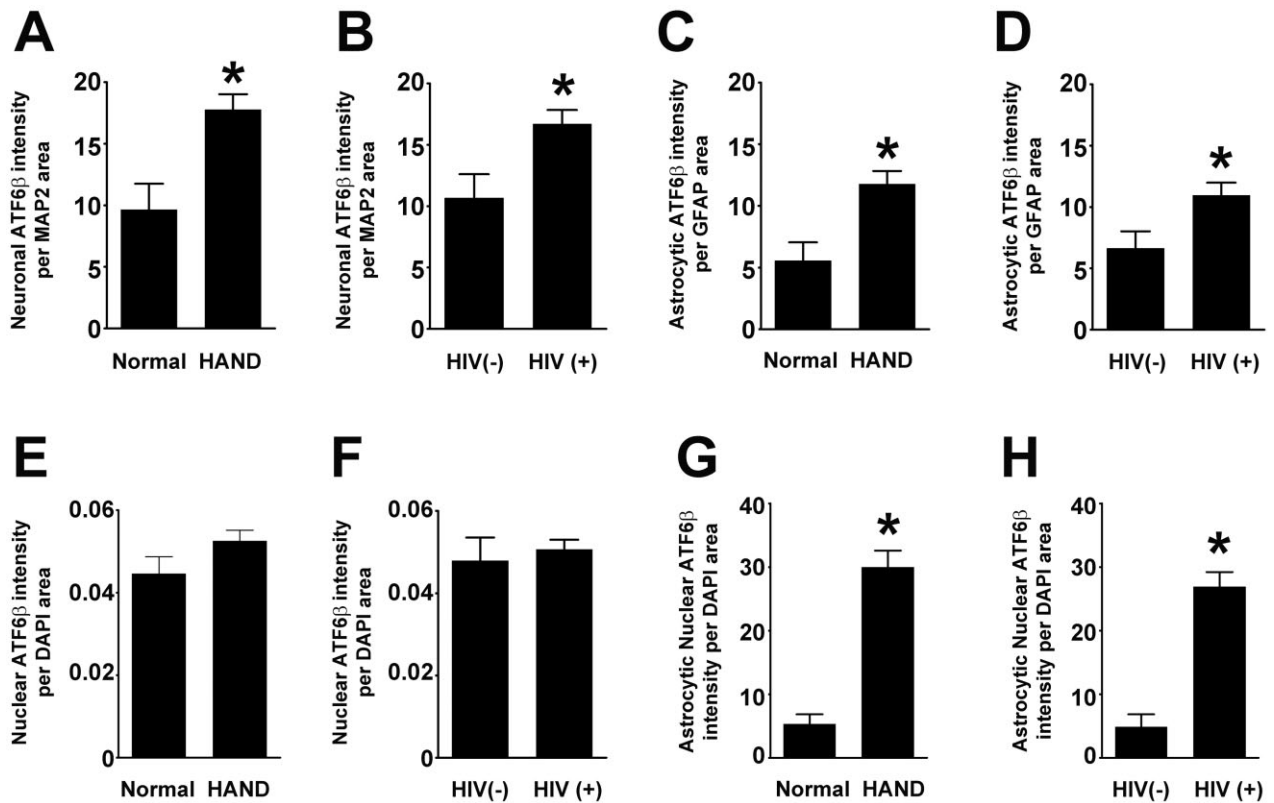 A
Neuronal ATF6β intensity
per MAP2 area
20
15
10
5
0
*
Normal HAND
B
Neuronal ATF6β intensity
per MAP2 area
20
15
10
5
0
*
HIV(-) HIV (+)
C
Astrocytic ATF6β intensity
per GFAP area
20
15
10
5
0
*
Normal HAND
D
Astrocytic ATF6β intensity
per GFAP area
20
15
10
5
0
*
HIV(-) HIV (+)
E
Nuclear ATF6β intensity
per DAPI area
0.06
0.04
0.02
0
Normal HAND
F
Nuclear ATF6β intensity
per DAPI area
0.06
0.04
0.02
0
HIV(-) HIV (+)
G
Astrocytic Nuclear ATF6β
intensity per DAPI area
40
30
20
10
0
*
Normal HAND
H
Astrocytic Nuclear ATF6β
intensity per DAPI area
40
30
20
10
0
*
HIV(-) HIV (+)